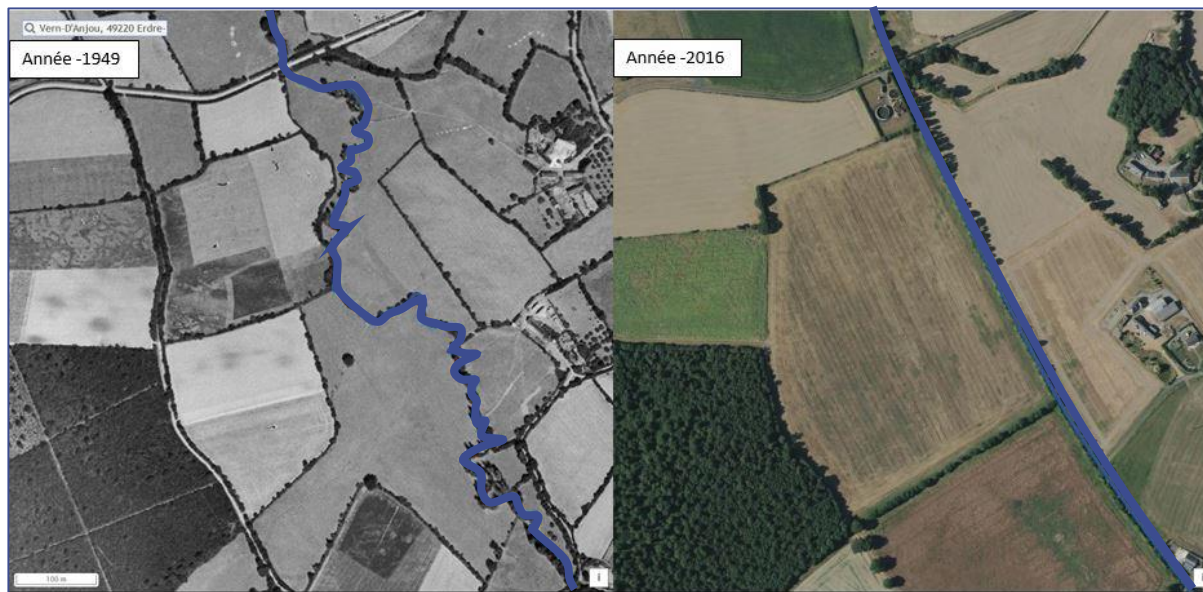 Vern-D'Anjou, 49220 Erdre-
Année -1949
Année -2016
100 m
i
i